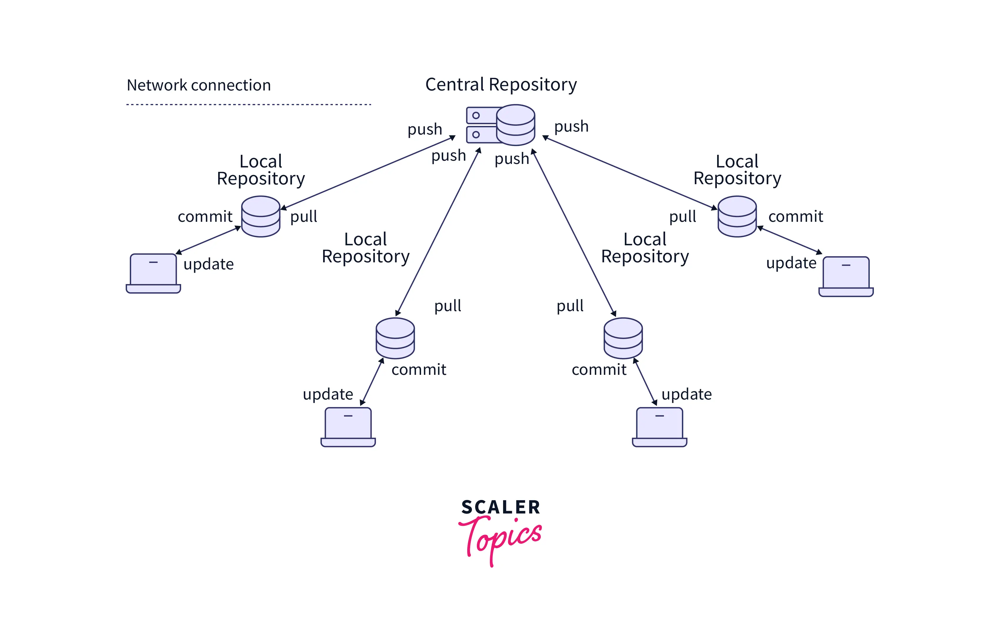 Network connection
Central Repository
push
push
push
push
Local
Repository
Local
Repository
commit
pull
pull
commit
Local
Repository
Local
Repository
update
update
pull
pull
commit
commit
update
update
SCALER
Topics